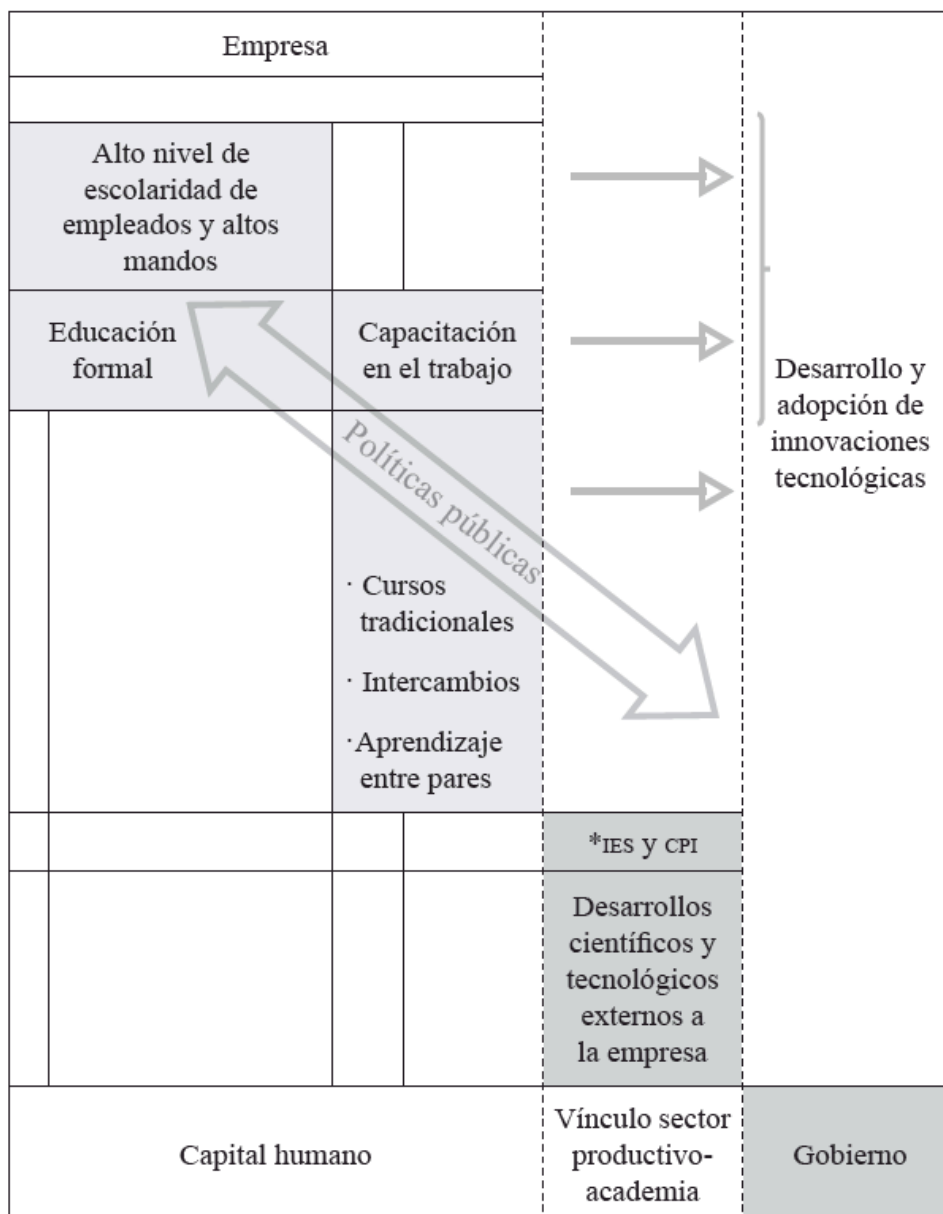 Empresa
Alto nivel de
escolaridad de
empleados y altos
mandos
Educación
formal
Capacitación
en el trabajo
Desarrollo y
adopción de
innovaciones
tecnológicas
Políticas públicas
· Cursos
tradicionales
· Intercambios
· Aprendizaje
entre pares
*IES y CPI
Desarrollos
científicos y
tecnológicos
externos a
la empresa
Capital humano
Vínculo sector
productivo-
academia
Gobierno